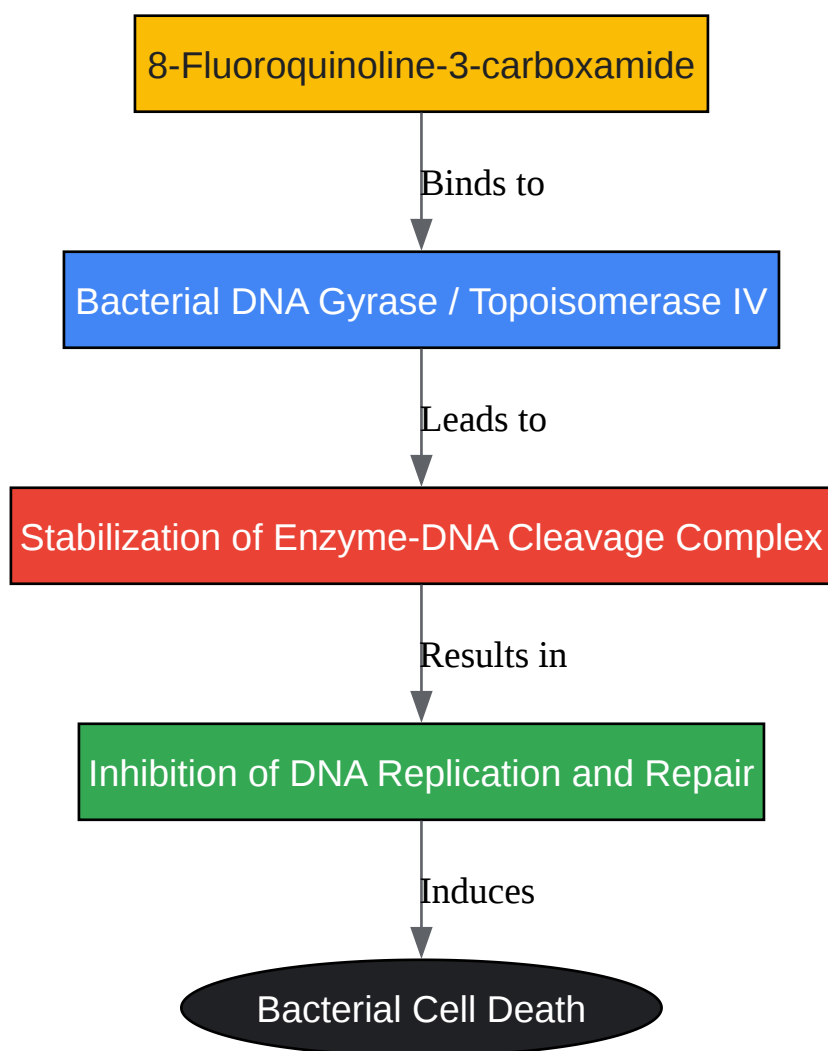 8-Fluoroquinoline-3-carboxamide
Binds to
Bacterial DNA Gyrase / Topoisomerase IV
Leads to
Stabilization of Enzyme-DNA Cleavage Complex
Results in
Inhibition of DNA Replication and Repair
Induces
Bacterial Cell Death